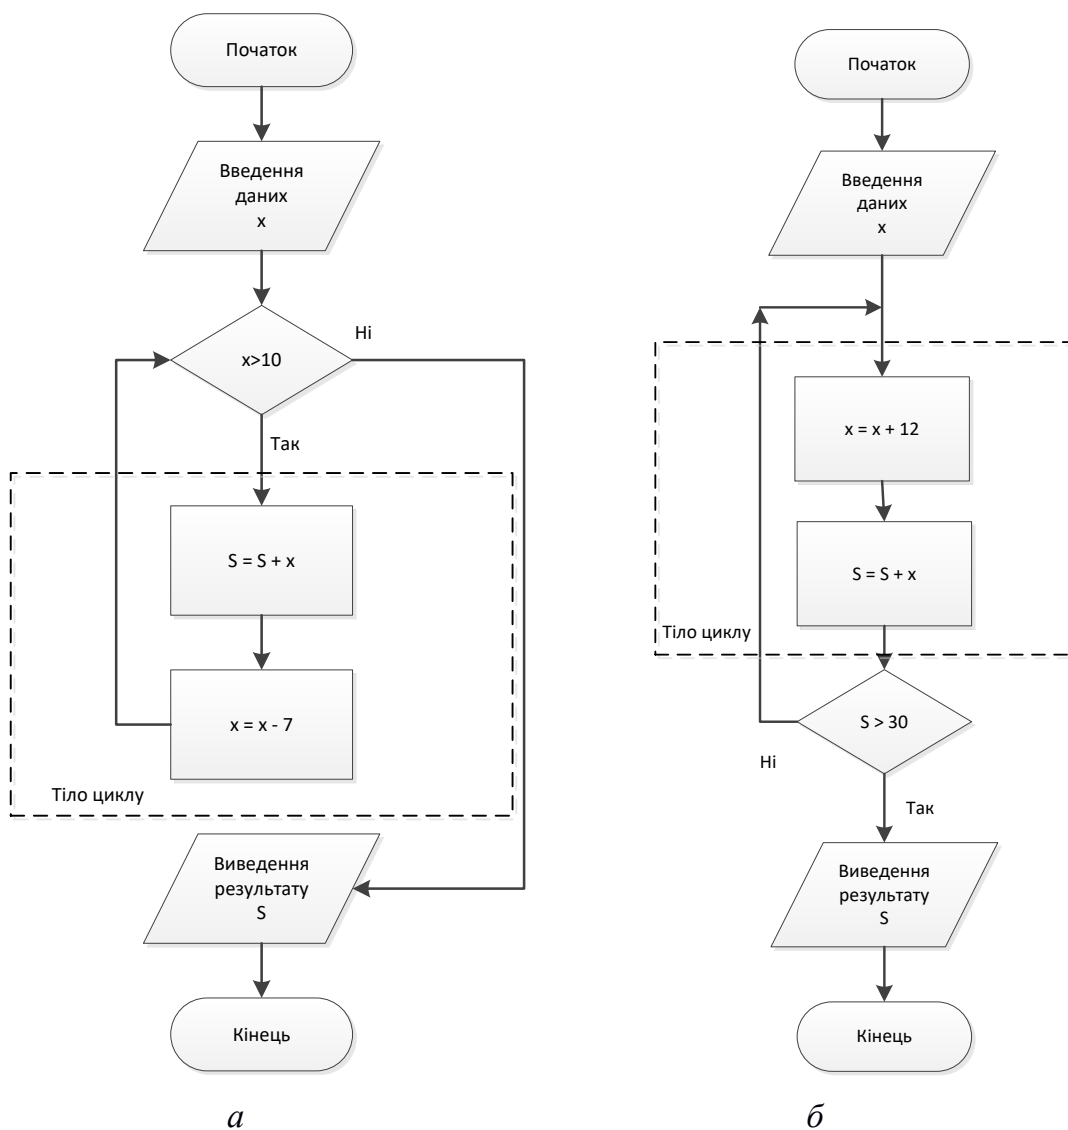 Початок
Введення
даних
x
x>10
Ні
Так
S = S + x
x = x - 7
Тіло циклу
Виведення
результату
S
Кінець
а
Початок
Введення
даних
x
x = x + 12
S = S + x
Тіло циклу
S > 30
Ні
Так
Виведення
результату
S
Кінець
б